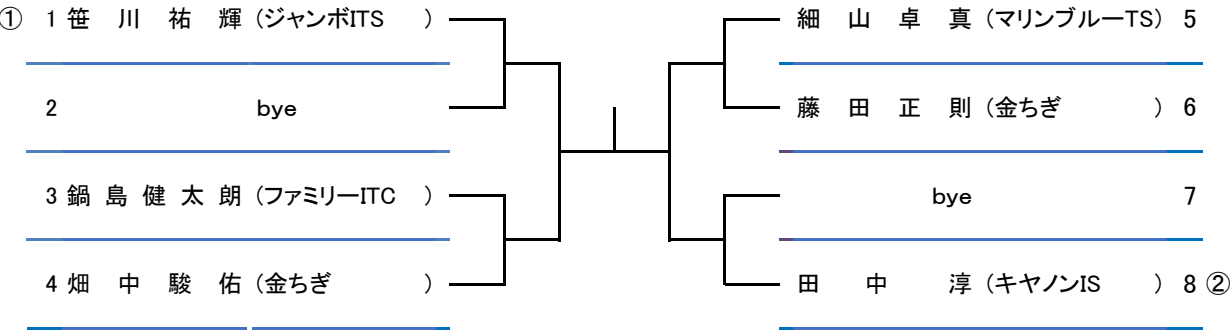 ① 1 笹川祐輝 (ジャンボITS )
2 bye
3 鍋島健太朗 (ファミリーITC )
4 畑中駿佑 (金ちぎ )
細山卓真 (マリンブルーTS) 5
藤田正則 (金ちぎ ) 6
bye 7
田中淳 (キヤノンIS ) 8 ②